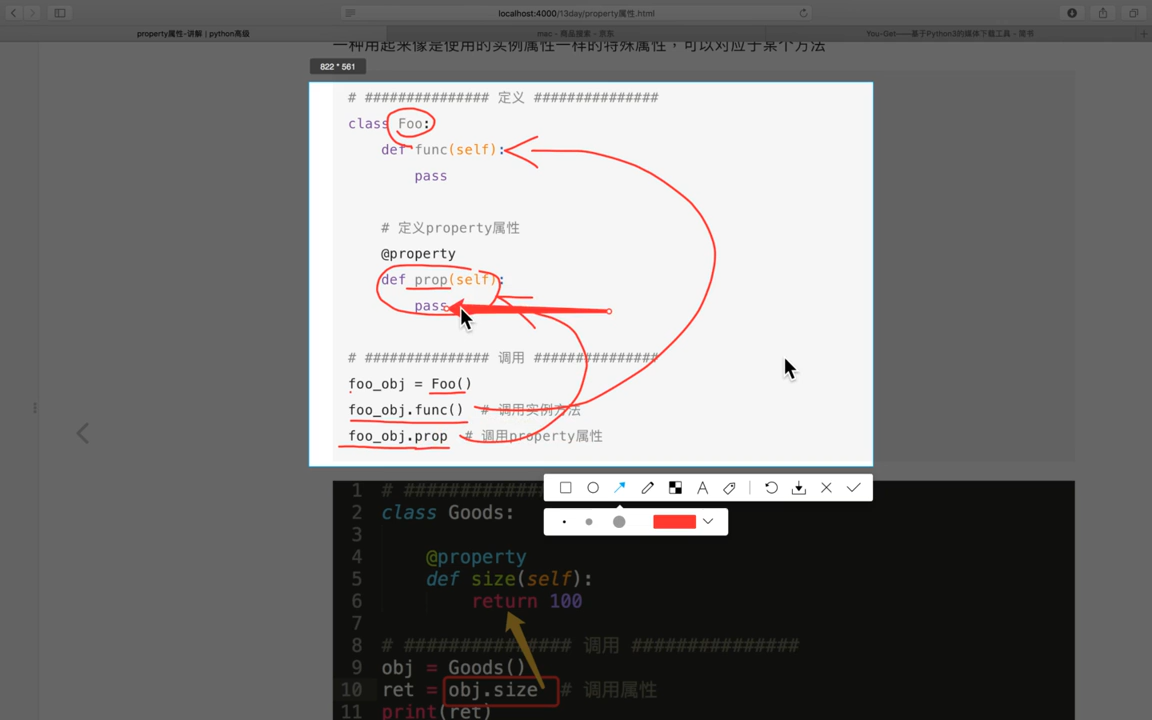 localhost:4000/13day/property属性.html
property属性-讲解 | python高级
mac - 商品搜索 - 京东
You-Get——基于Python3的媒体下载工具 - 简书
一种用起来像是使用的实例属性一样的特殊属性，可以对应于某个方法
822 * 561
# ############### 定义 ###############
class Foo:
def func(self):
pass
# 定义property属性
@property
def prop(self):
pass
# ############### 调用 ###############
foo_obj = Foo()
foo_obj.func() # 调用实例方法
foo_obj.prop # 调用property属性
A
1 # ###############
2 class Goods:
3
4 @property
5 def size(self):
6 return 100
7
8 # ############### 调用 ###############
9 obj = Goods()
10 ret = obj.size # 调用属性
11 print(ret)